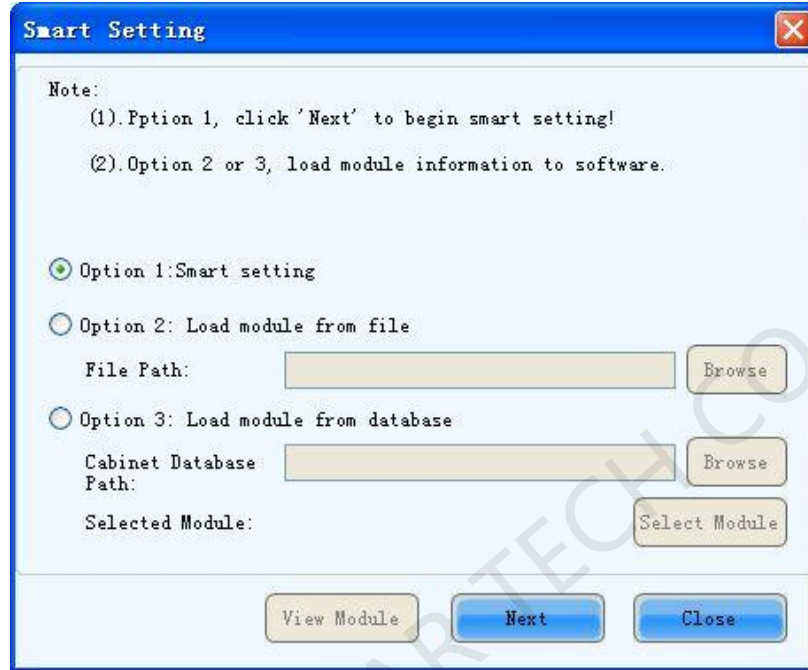 Smart Setting
Note:
(1).Pption 1, click 'Next' to begin smart setting!
(2).Option 2 or 3, load module information to software.
Option 1:Smart setting
Option 2: Load module from file
File Path:
Browse
Option 3: Load module from database
Cabinet Database
Path:
Browse
Selected Module:
Select Module
View Module
Next
Close